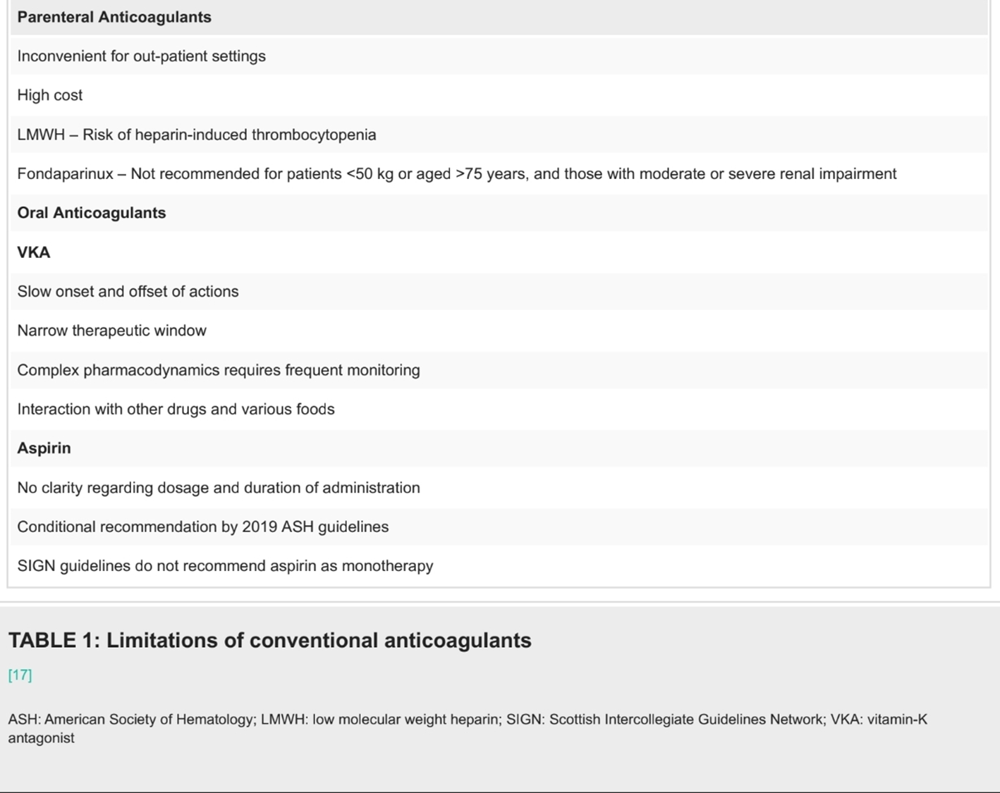 Parenteral Anticoagulants
Inconvenient for out-patient settings
High cost
LMWH – Risk of heparin-induced thrombocytopenia
Fondaparinux – Not recommended for patients <50 kg or aged >75 years, and those with moderate or severe renal impairment
Oral Anticoagulants
VKA
Slow onset and offset of actions
Narrow therapeutic window
Complex pharmacodynamics requires frequent monitoring
Interaction with other drugs and various foods
Aspirin
No clarity regarding dosage and duration of administration
Conditional recommendation by 2019 ASH guidelines
SIGN guidelines do not recommend aspirin as monotherapy
TABLE 1: Limitations of conventional anticoagulants
[17]
ASH: American Society of Hematology; LMWH: low molecular weight heparin; SIGN: Scottish Intercollegiate Guidelines Network; VKA: vitamin-K
antagonist